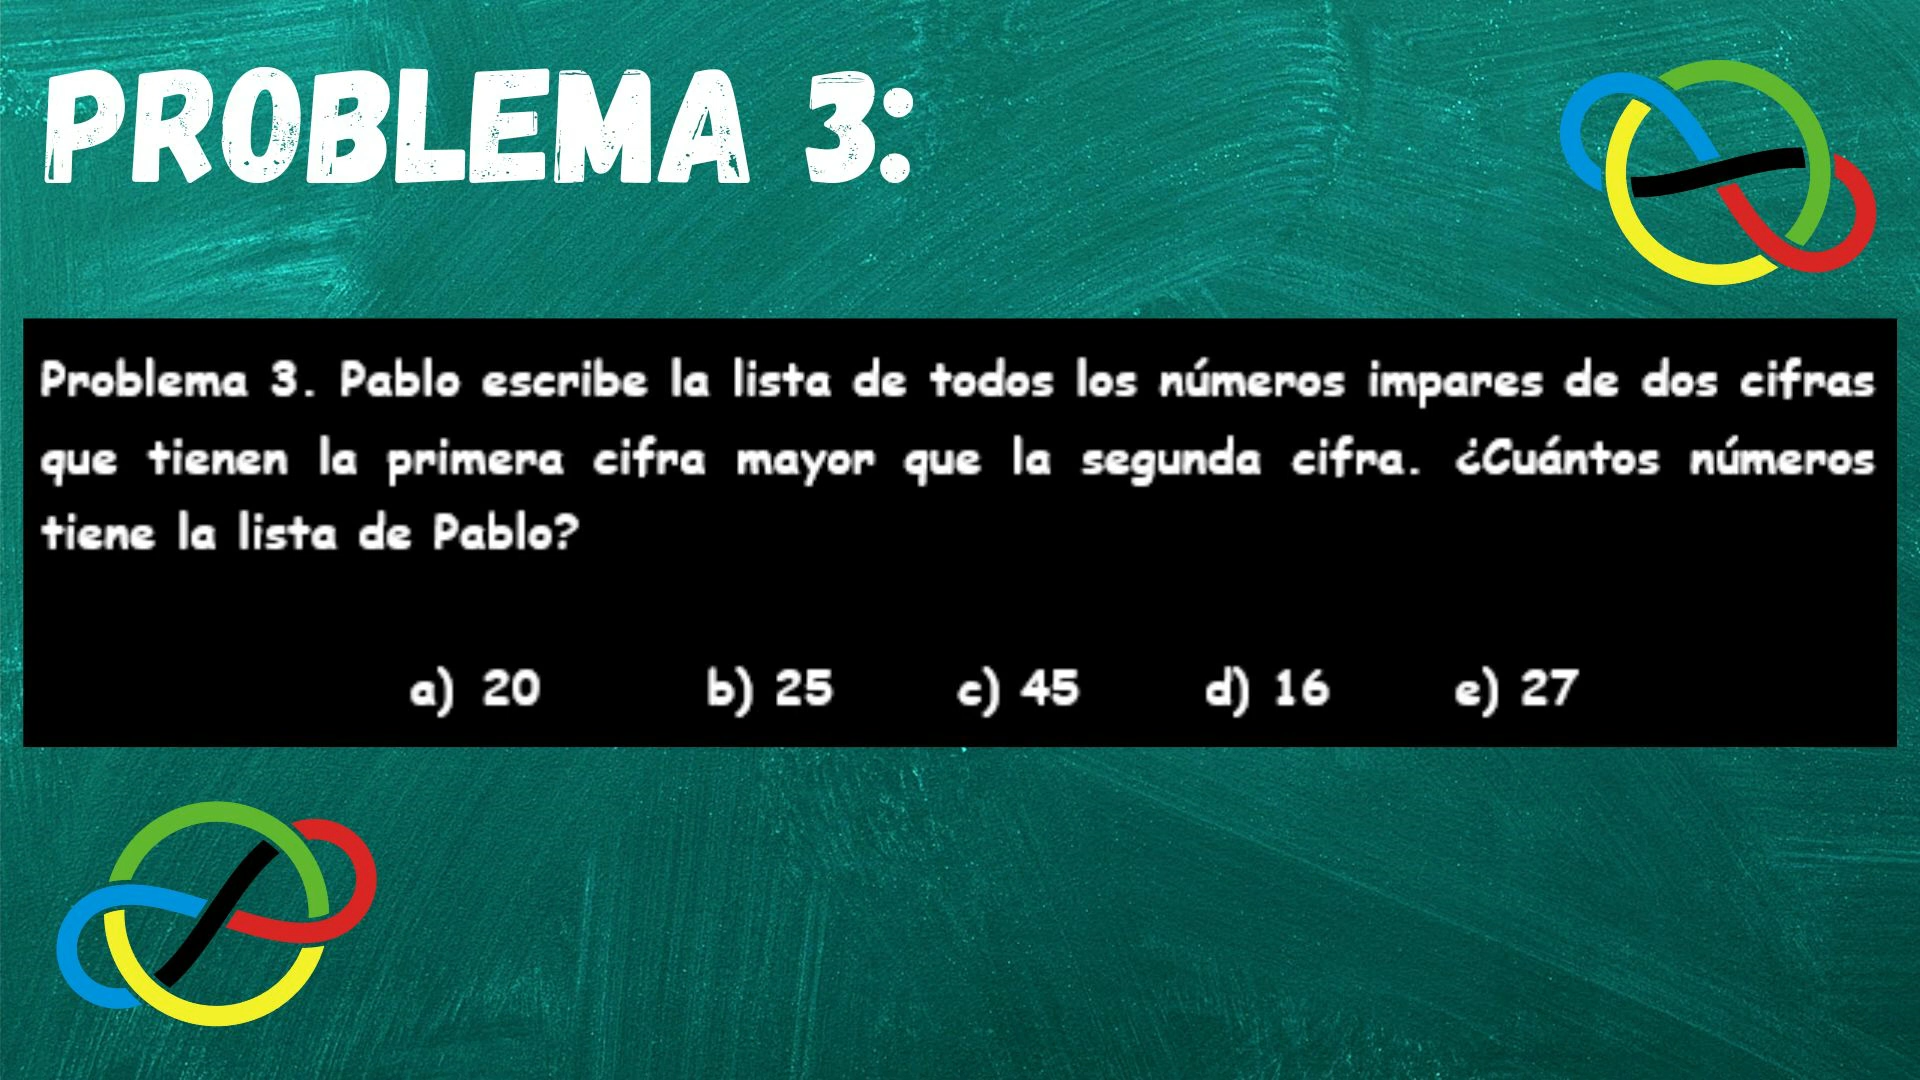 PROBLEMA 3:
Problema 3. Pablo escribe la lista de todos los números impares de dos cifras
que tienen la primera cifra mayor que la segunda cifra. ¿Cuántos números
tiene la lista de Pablo?
a) 20 b) 25 c) 45 d) 16 e) 27